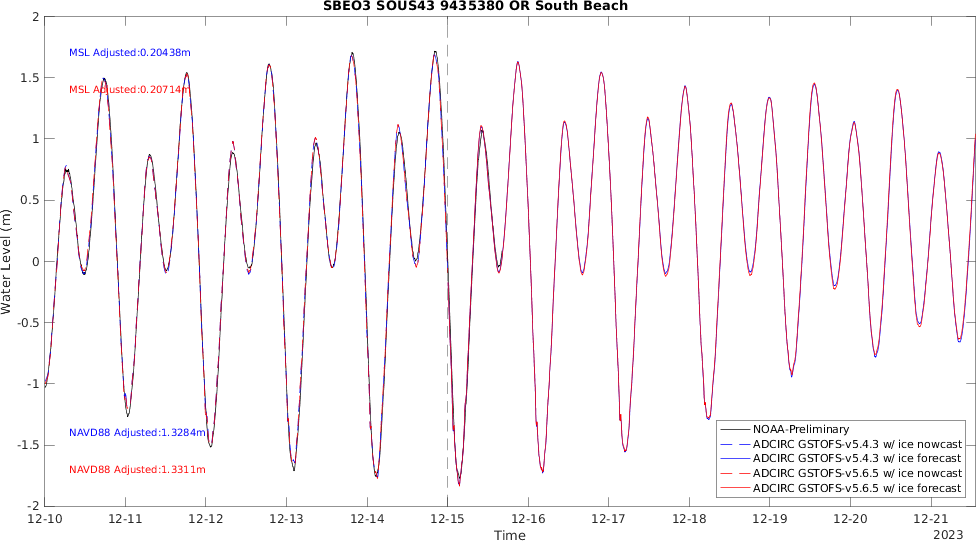 SBEO3 SOUS43 9435380 OR South Beach
2
1.5
1
0.5
0
-0.5
-1
-1.5
-2
Water Level (m)
MSL Adjusted:0.20438m
MSL Adjusted:0.20714m
NAVD88 Adjusted:1.3284m
NAVD88 Adjusted:1.3311m
NOAA-Preliminary
ADCIRC GSTOFS-v5.4.3 w/ ice nowcast
ADCIRC GSTOFS-v5.4.3 w/ ice forecast
ADCIRC GSTOFS-v5.6.5 w/ ice nowcast
ADCIRC GSTOFS-v5.6.5 w/ ice forecast
12-10 12-11 12-12 12-13 12-14 12-15 12-16 12-17 12-18 12-19 12-20 12-21
Time
2023